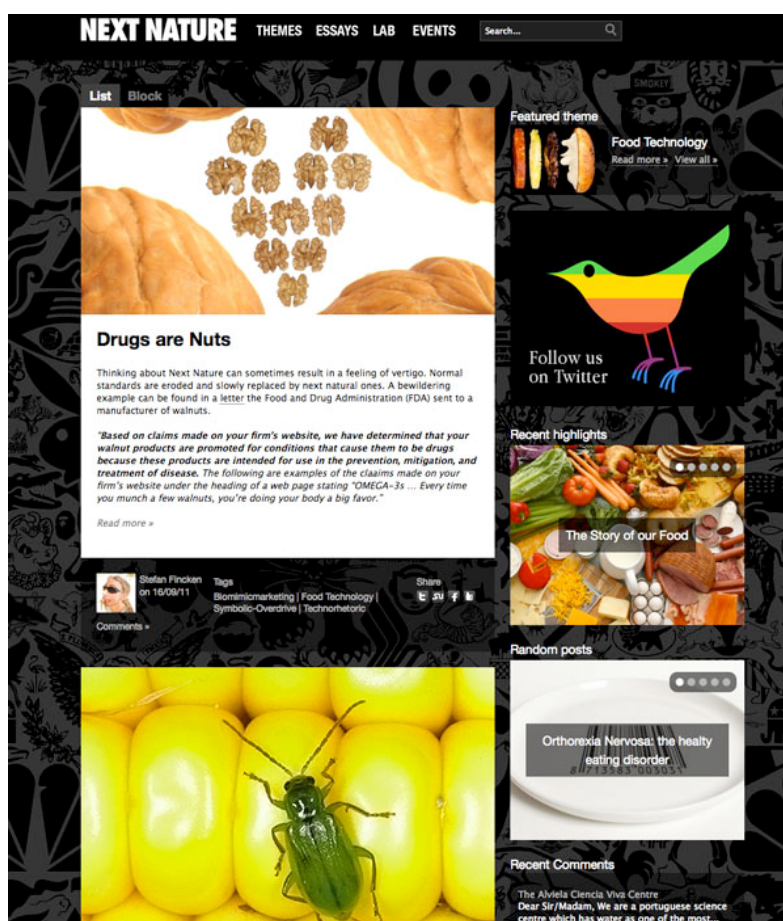 NEXT NATURE
THEMES ESSAYS LAB EVENTS
Search...
List Block
Drugs are Nuts
Thinking about Next Nature can sometimes result in a feeling of vertigo. Normal
standards are eroded and slowly replaced by next natural ones. A bewildering
example can be found in a letter the Food and Drug Administration (FDA) sent to a
manufacturer of walnuts.
"Based on claims made on your firm's website, we have determined that your
walnut products are promoted for conditions that cause them to be drugs
because these products are intended for use in the prevention, mitigation, and
treatment of disease. The following are examples of the claaims made on your
firm's website under the heading of a web page stating "OMEGA-3s ... Every time
you munch a few walnuts, you're doing your body a big favor."
Read more »
Stefan Fincken
on 16/09/11
Comments »
Tags
Biomimicmarketing | Food Technology |
Symbolic-Overdrive | Technorhetoric
Share
SMOKEY
Featured theme
Food Technology
Read more » View all »
Follow us
on Twitter
Recent highlights
The Story of our Food
Random posts
Orthorexia Nervosa: the healty
eating disorder
8 713583 003031
Recent Comments
The Alviela Ciencia Viva Centre
Dear Sir/Madam, We are a portuguese science
centre which has water as one of the most...